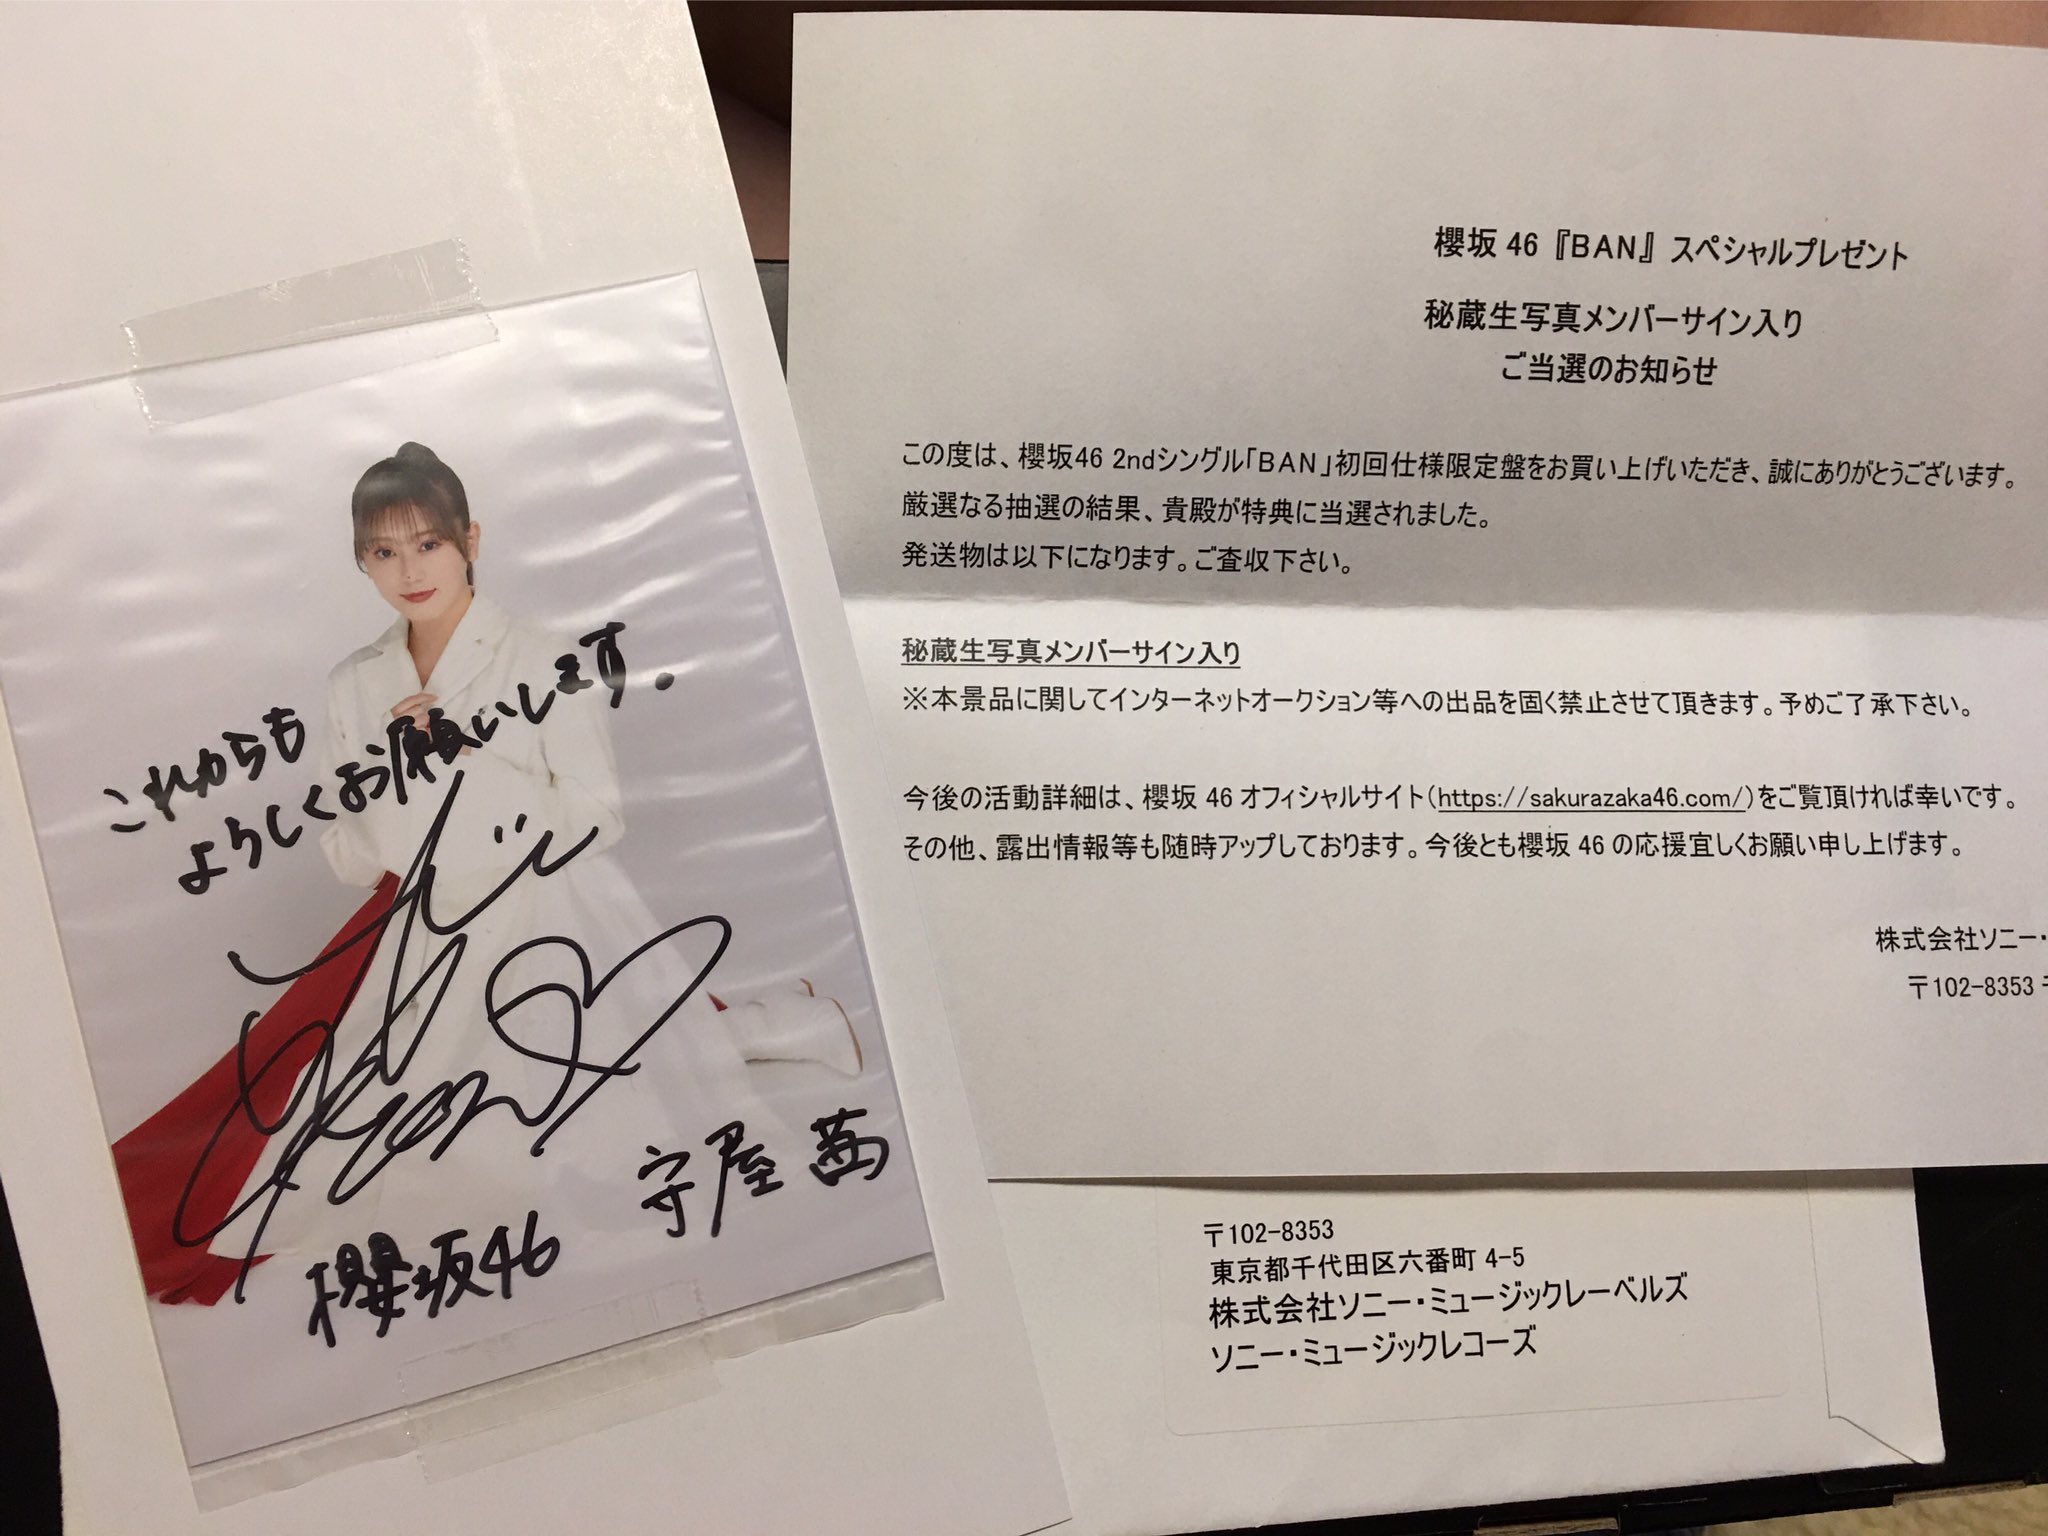 これからも
よろしくお願いします。
櫻坂46
守屋 茜
櫻坂 46『BAN』スペシャルプレゼント
秘蔵生写真メンバーサイン入り
ご当選のお知らせ
この度は、櫻坂46 2ndシングル「BAN」初回仕様限定盤をお買い上げいただき、誠にありがとうございます。
厳選なる抽選の結果、貴殿が特典に当選されました。
発送物は以下になります。ご査収下さい。
秘蔵生写真メンバーサイン入り
※本景品に関してインターネットオークション等への出品を固く禁止させて頂きます。予めご了承下さい。
今後の活動詳細は、櫻坂 46 オフィシャルサイト(https://sakurazaka46.com/)をご覧頂ければ幸いです。
その他、露出情報等も随時アップしております。今後とも櫻坂 46 の応援宜しくお願い申し上げます。
株式会社ソニー・
〒102-8353
〒102-8353
東京都千代田区六番町 4-5
株式会社ソニー・ミュージックレーベルズ
ソニー・ミュージックレコーズ